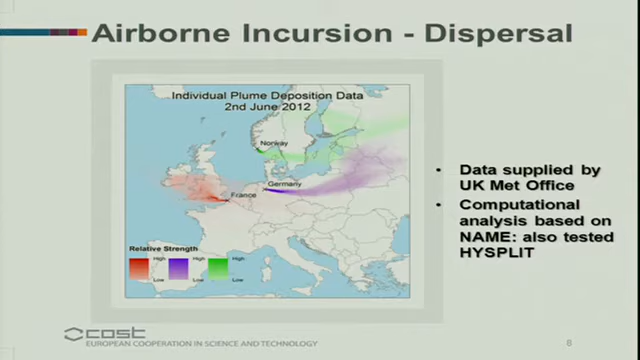 Airborne Incursion - Dispersal
Individual Plume Deposition Data
2nd June 2012
Norway
Germany
France
Relative Strength
High High High
Low Low Low
• Data supplied by
UK Met Office
• Computational
analysis based on
NAME: also tested
HYSPLIT
cost
EUROPEAN COOPERATION IN SCIENCE AND TECHNOLOGY
8